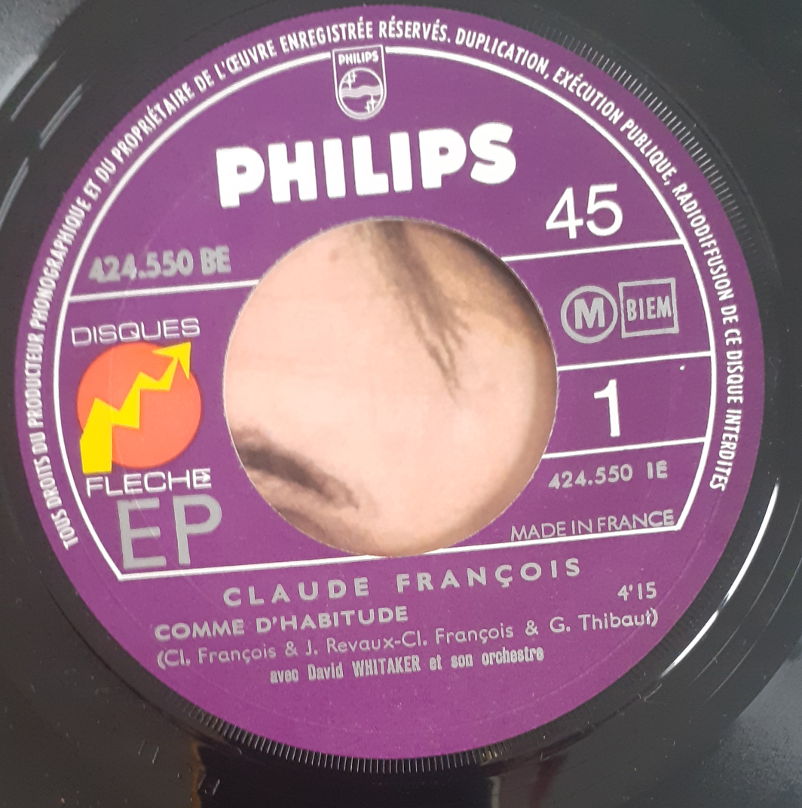 TOUS DROITS DU PRODUCTEUR PHONOGRAPHIQUE ET DU PROPRIÉTAIRE DE L'ŒUVRE ENREGISTRÉE RÉSERVÉS. DUPLICATION, EXÉCUTION PUBLIQUE, RADIODIFFUSION DE CE DISQUE INTERDITES
PHILIPS
PHILIPS
45
424.550 BE
M BIEM
DISQUES
FLECHE
1
424.550 1E
EP
MADE IN FRANCE
CLAUDE FRANÇOIS
COMME D'HABITUDE 4'15
(Cl. François & J. Revaux-Cl. François & G. Thibaut)
avec David WHITAKER et son orchestre